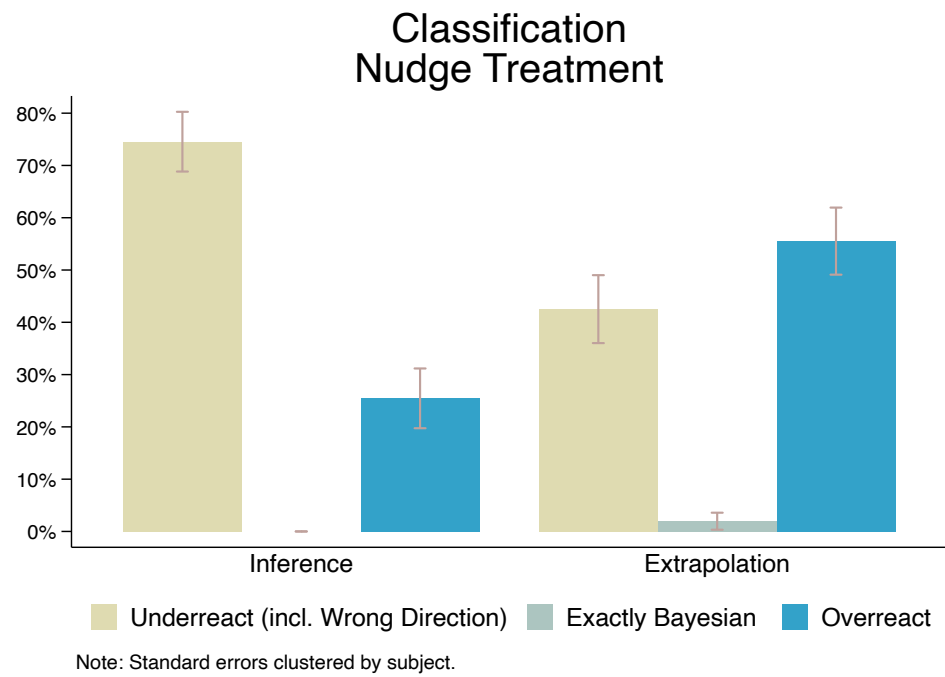 Classification
Nudge Treatment
80%
70%
60%
50%
40%
30%
20%
10%
0%
Inference Extrapolation
Underreact (incl. Wrong Direction) Exactly Bayesian Overreact
Note: Standard errors clustered by subject.